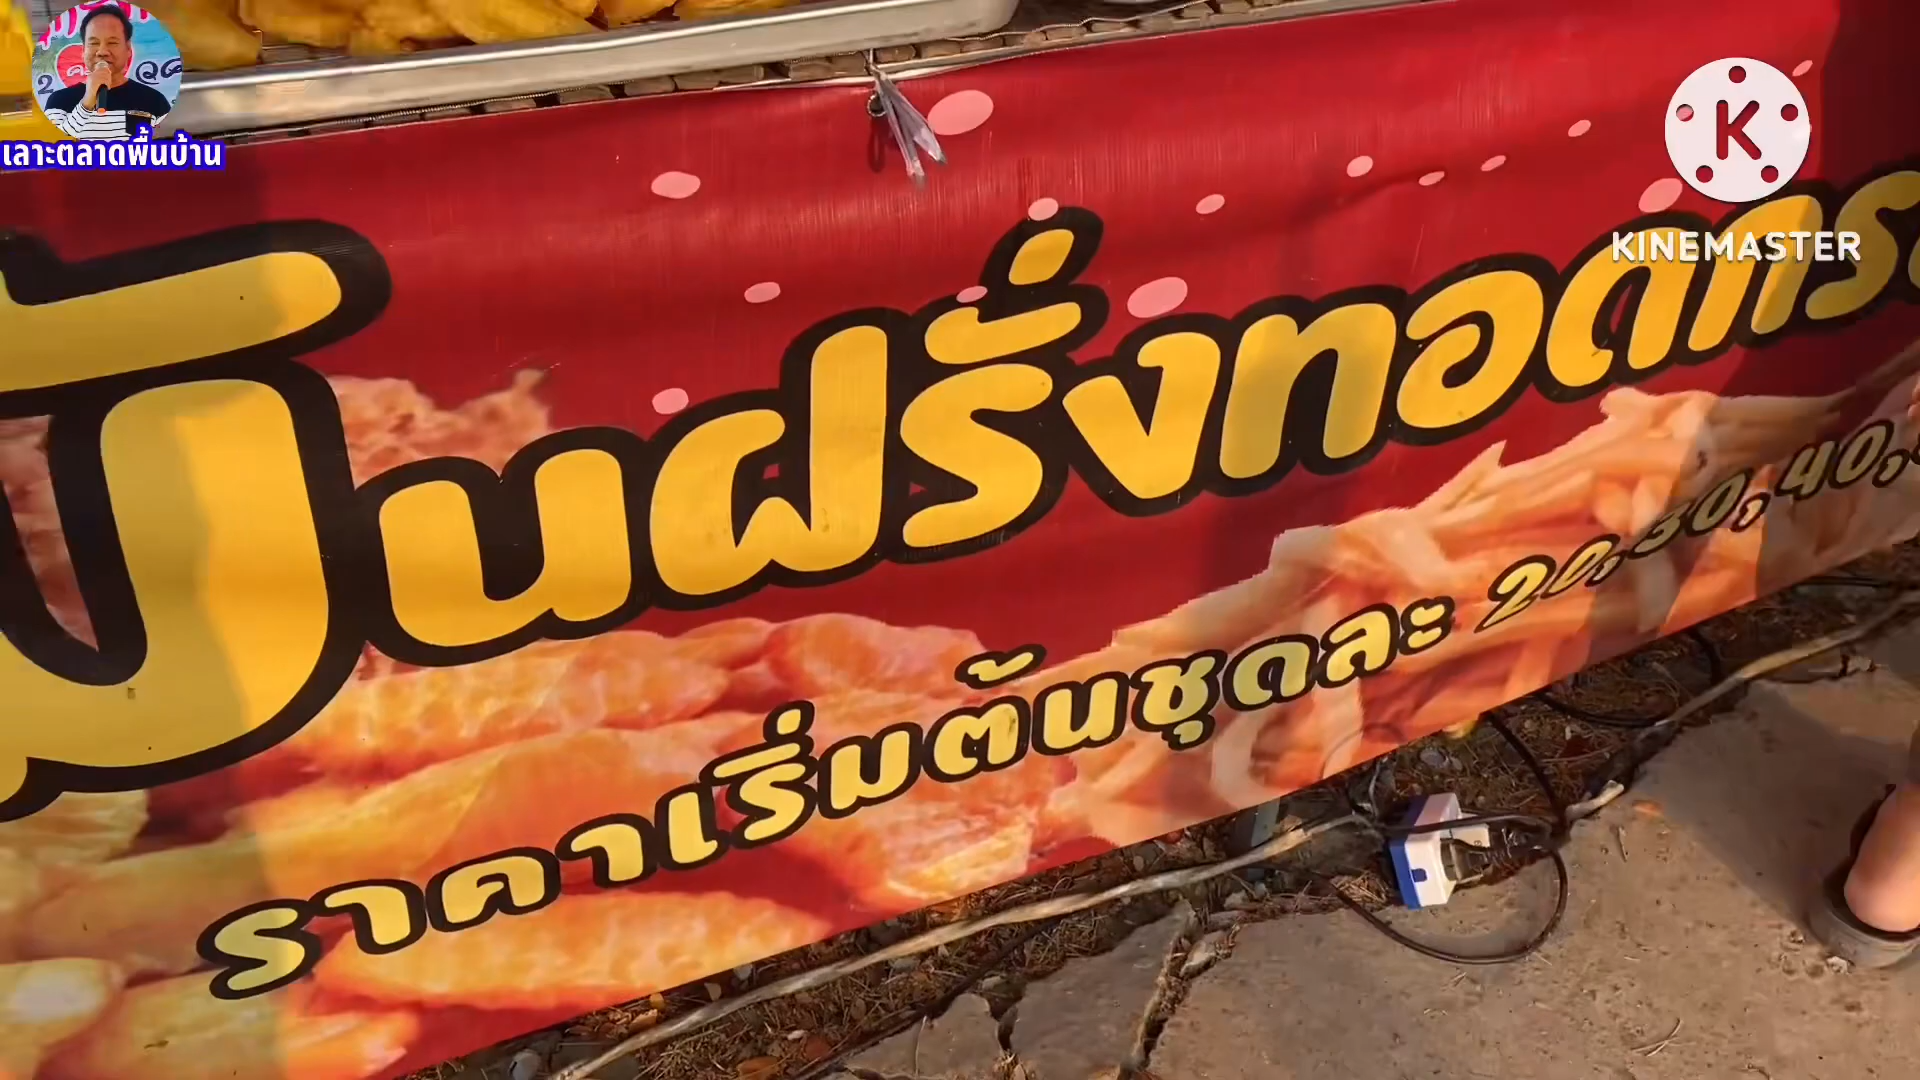 เลาะตลาดพื้นบ้าน
K
KINEMASTER
มันฝรั่งทอดกร
ราคาเริ่มต้นชุดละ 20,30,40,